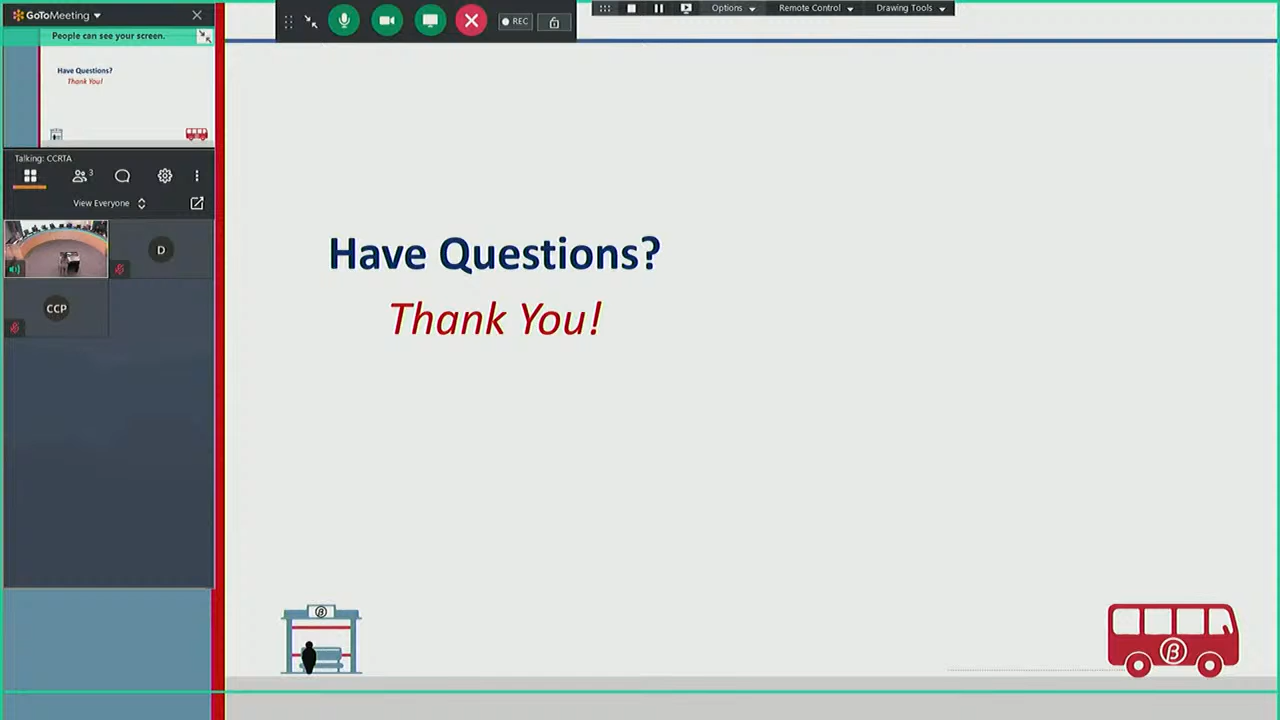 GoToMeeting
People can see your screen.
Have Questions?
Thank You!
Talking: CCRTA
3
View Everyone
D
CCP
REC
Options
Remote Control
Drawing Tools
Have Questions?
Thank You!
β
β